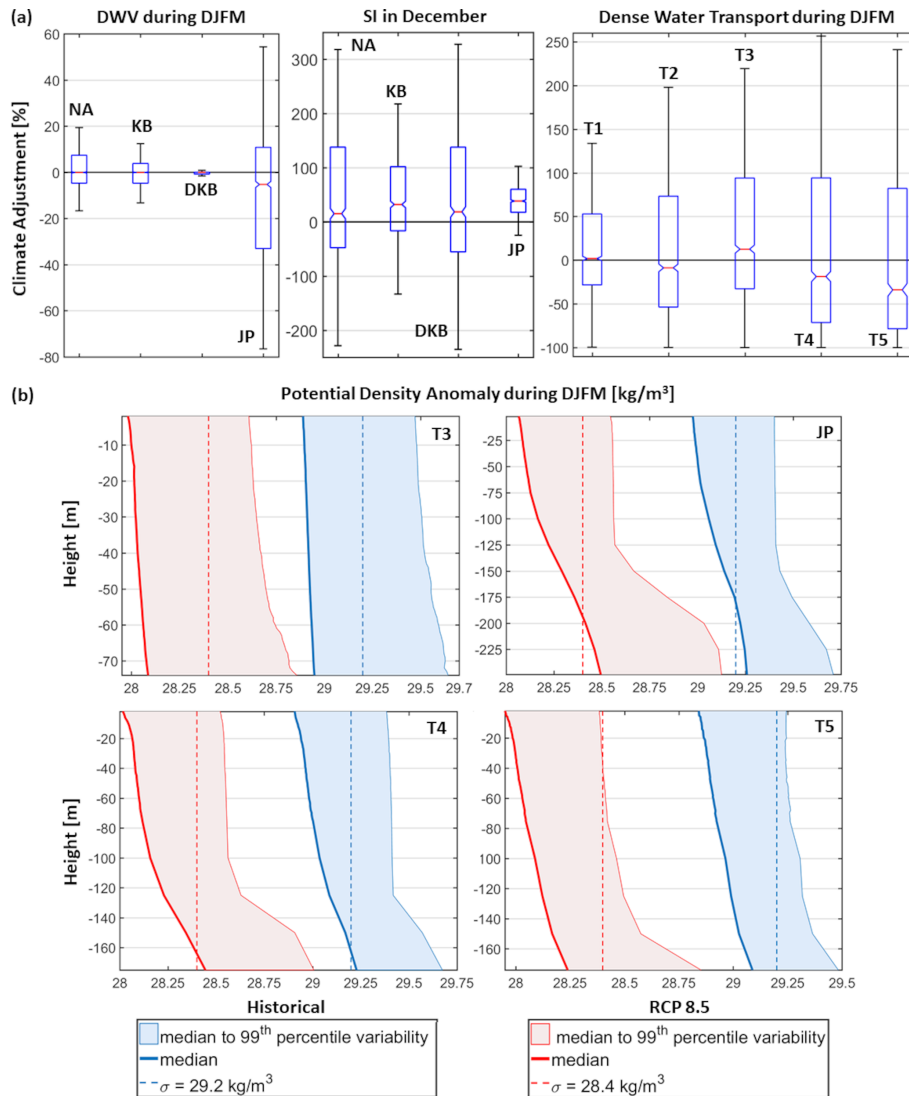 (a)
DWV during DJFM
SI in December
Dense Water Transport during DJFM
Climate Adjustment [%]
60
40
20
0
-20
-40
-60
-80
NA
KB
DKB
JP
300
200
100
0
-100
-200
NA
KB
DKB
JP
250
200
150
100
50
0
-50
-100
T1
T2
T3
T4
T5
(b)
Potential Density Anomaly during DJFM [kg/m³]
Height [m]
T3
-10
-20
-30
-40
-50
-60
-70
28 28.25 28.5 28.75 29 29.25 29.5 29.7
JP
-25
-50
-75
-100
-125
-150
-175
-200
-225
28 28.25 28.5 28.75 29 29.25 29.5 29.75
Height [m]
T4
-20
-40
-60
-80
-100
-120
-140
-160
28 28.25 28.5 28.75 29 29.25 29.5 29.75
T5
-20
-40
-60
-80
-100
-120
-140
-160
28 28.25 28.5 28.75 29 29.25 29.5
Historical
median to 99th percentile variability
median
σ = 29.2 kg/m³
RCP 8.5
median to 99th percentile variability
median
σ = 28.4 kg/m³